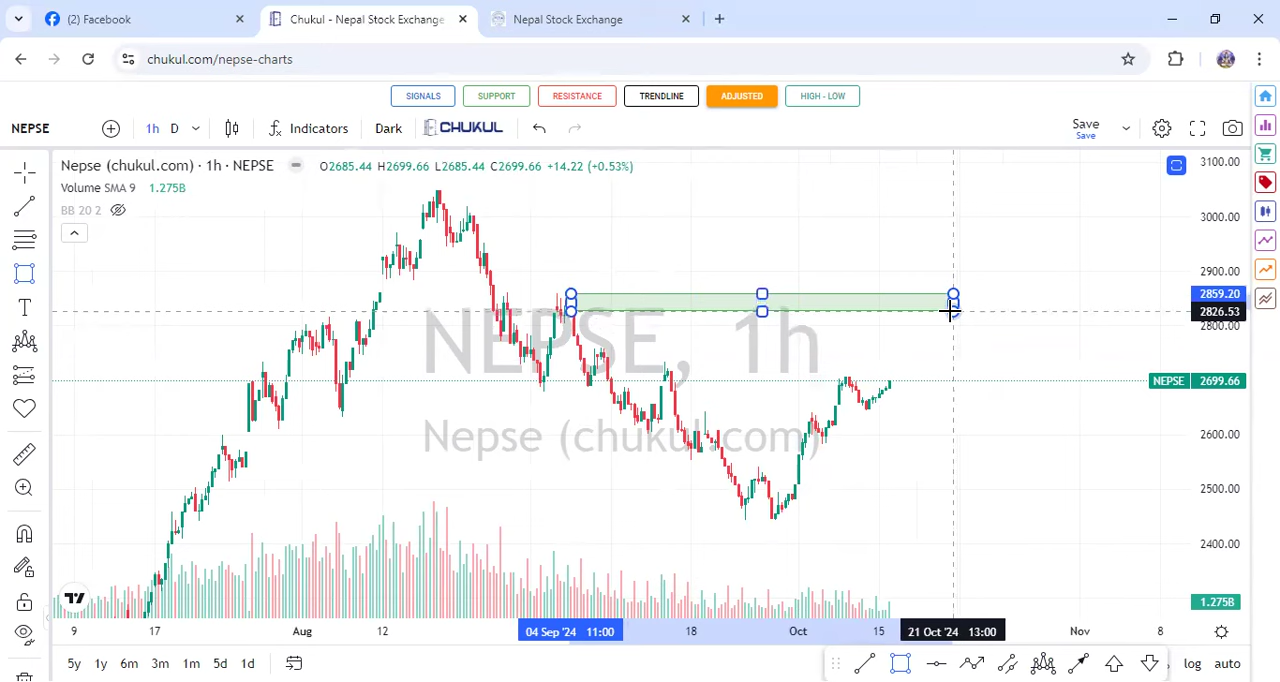 (2) Facebook
Chukul - Nepal Stock Exchange
Nepal Stock Exchange
chukul.com/nepse-charts
SIGNALS
SUPPORT
RESISTANCE
TRENDLINE
ADJUSTED
HIGH - LOW
NEPSE
1h
D
Indicators
Dark
CHUKUL
Save
Save
Nepse (chukul.com) · 1h · NEPSE
O2685.44 H2699.66 L2685.44 C2699.66 +14.22 (+0.53%)
Volume SMA 9 1.275B
BB 20 2
NEPSE, 1h
Nepse (chukul.com)
3100.00
3000.00
2900.00
2859.20
2826.53
2800.00
NEPSE 2699.66
2600.00
2500.00
2400.00
1.275B
9
17
Aug
12
04 Sep '24 11:00
18
Oct
15
21 Oct '24 13:00
Nov
8
5y
1y
6m
3m
1m
5d
1d
log
auto